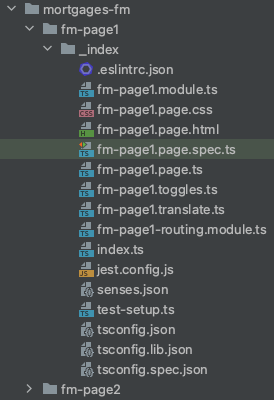 mortgages-fm
fm-page1
_index
.eslintrc.json
fm-page1.module.ts
fm-page1.page.css
fm-page1.page.html
fm-page1.page.spec.ts
fm-page1.page.ts
fm-page1.toggles.ts
fm-page1.translate.ts
fm-page1-routing.module.ts
index.ts
jest.config.js
senses.json
test-setup.ts
tsconfig.json
tsconfig.lib.json
tsconfig.spec.json
fm-page2